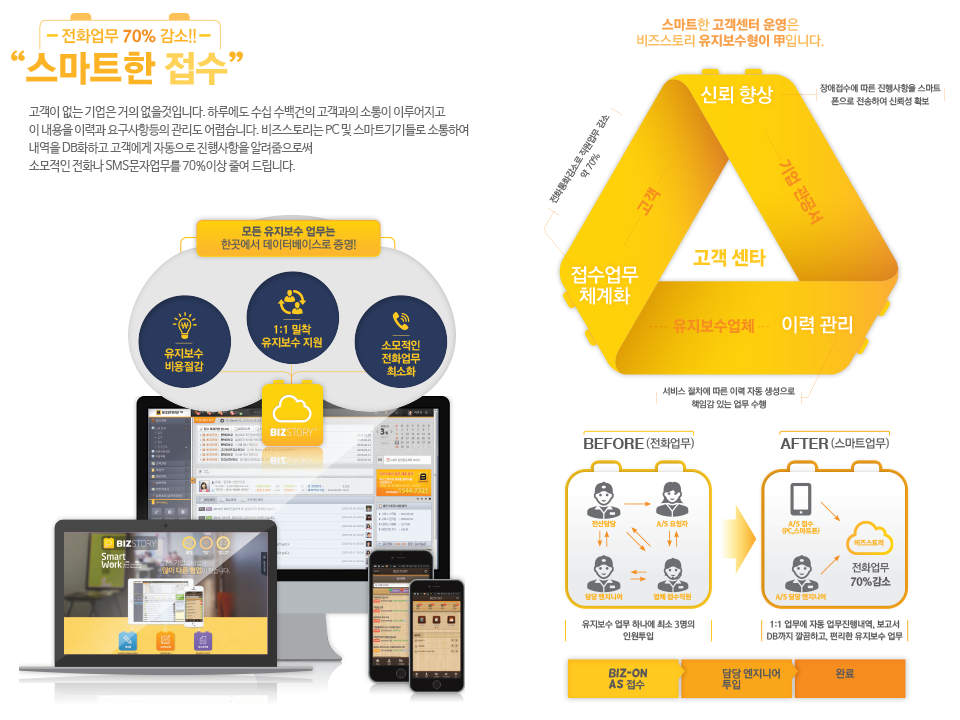 전화업무 70% 감소!!
“스마트한 접수”
고객이 없는 기업은 거의 없을것입니다. 하루에도 수십 수백건의 고객과의 소통이 이루어지고
이 내용을 이력과 요구사항등의 관리도 어렵습니다. 비즈스토리는 PC 및 스마트기기들로 소통하여
내역을 DB화하고 고객에게 자동으로 진행사항을 알려줌으로써
소모적인 전화나 SMS문자업무를 70%이상 줄여 드립니다.
모든 유지보수 업무는
한곳에서 데이터베이스로 증명!
유지보수
비용절감
1:1 밀착
유지보수 지원
소모적인
전화업무
최소화
BIZSTORY
BIZSTORY
Smart
Work
스마트한 고객센터 운영은
비즈스토리 유지보수형이 甲입니다.
신뢰 향상
장애접수에 따른 진행사항을 스마트
폰으로 전송하여 신뢰성 확보
전화통화감소로 직원업무 감소
약 70%
고객
기업 관공서
고객 센타
접수업무
체계화
유지보수업체
이력 관리
서비스 절차에 따른 이력 자동 생성으로
책임감 있는 업무 수행
BEFORE (전화업무)
전산담당
A/S 요청자
담당 엔지니어
업체 접수직원
유지보수 업무 하나에 최소 3명의
인원투입
AFTER (스마트업무)
A/S 접수
(PC,스마트폰)
비즈스토리
전화업무
70%감소
A/S 담당 엔지니어
1:1 업무에 자동 업무진행내역, 보고서
DB까지 깔끔하고, 편리한 유지보수 업무
BIZ-ON
AS 접수
담당 엔지니어
투입
완료